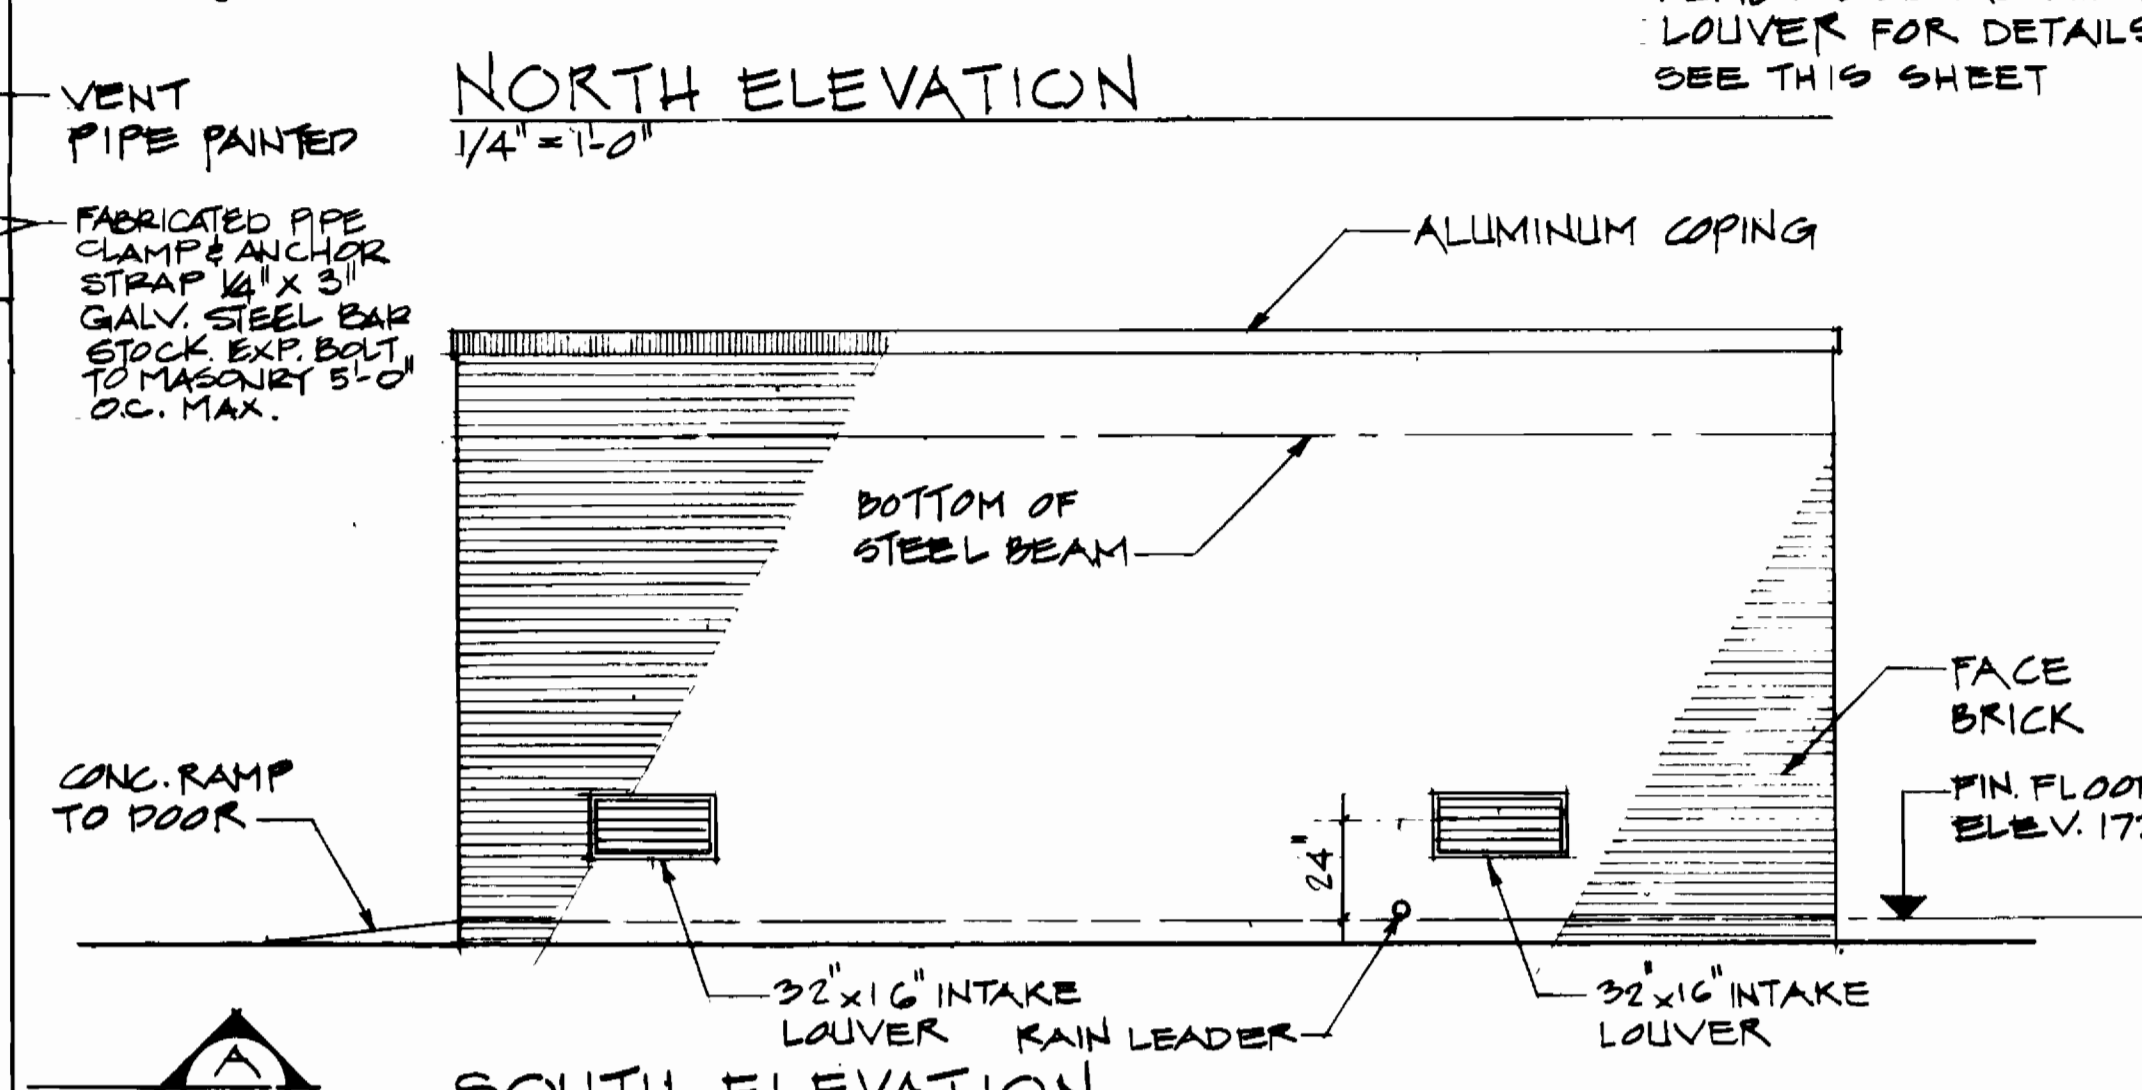 LOUVER FOR DETAILS
SEE THIS SHEET
VENT
PIPE PAINTED
NORTH ELEVATION
1/4" = 1'-0"
FABRICATED PIPE
CLAMP & ANCHOR
STRAP 1/4" X 3"
GALV. STEEL BAR
STOCK. EXP. BOLT
TO MASONRY 5'-0"
O.C. MAX.
ALUMINUM COPING
BOTTOM OF
STEEL BEAM
FACE
BRICK
CONC. RAMP
TO DOOR
FIN. FLOOR
ELEV. 17
24"
32"x16" INTAKE
LOUVER
RAIN LEADER
32"x16" INTAKE
LOUVER
A
SOUTH ELEVATION